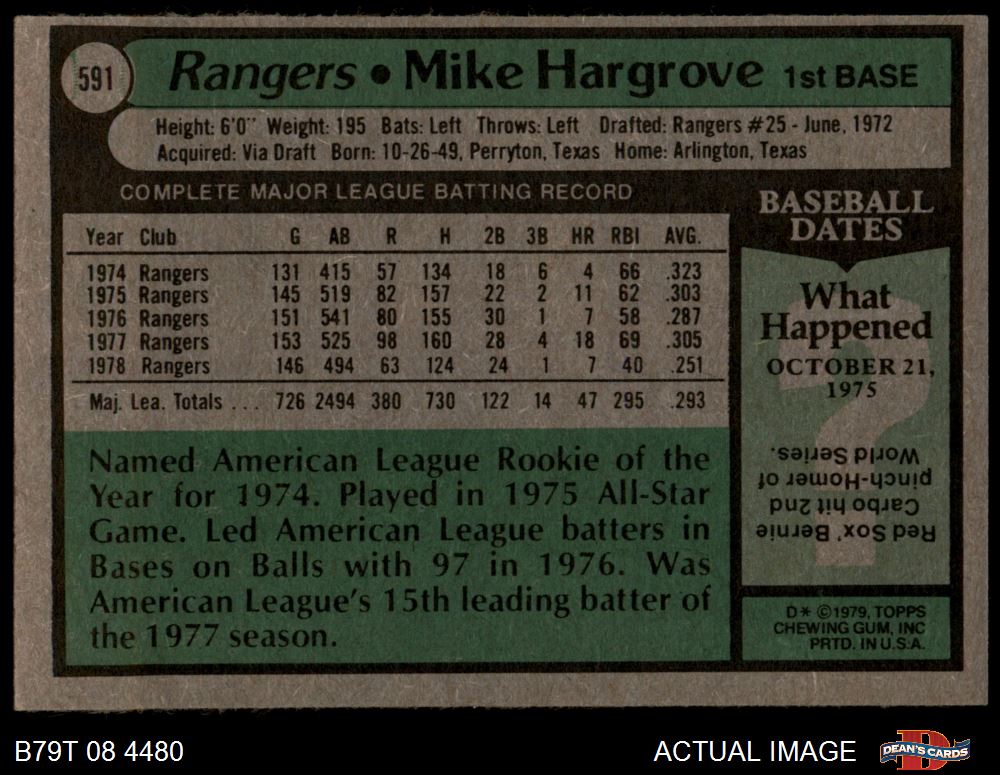 591 Rangers • Mike Hargrove 1st BASE
Height: 6'0" Weight: 195 Bats: Left Throws: Left Drafted: Rangers #25 - June, 1972
Acquired: Via Draft Born: 10-26-49, Perryton, Texas Home: Arlington, Texas
COMPLETE MAJOR LEAGUE BATTING RECORD
Year Club G AB R H 2B 3B HR RBI AVG.
1974 Rangers 131 415 57 134 18 6 4 66 .323
1975 Rangers 145 519 82 157 22 2 11 62 .303
1976 Rangers 151 541 80 155 30 1 7 58 .287
1977 Rangers 153 525 98 160 28 4 18 69 .305
1978 Rangers 146 494 63 124 24 1 7 40 .251
Maj. Lea. Totals ... 726 2494 380 730 122 14 47 295 .293
Named American League Rookie of the
Year for 1974. Played in 1975 All-Star
Game. Led American League batters in
Bases on Balls with 97 in 1976. Was
American League's 15th leading batter of
the 1977 season.
BASEBALL
DATES
What
Happened
OCTOBER 21,
1975
?
Red Sox' Bernie
Carbo hit 2nd
pinch-Homer of
World Series.
D* ©1979, TOPPS
CHEWING GUM, INC
PRTD. IN U.S.A.
B79T 08 4480
ACTUAL IMAGE
D
DEAN'S CARDS